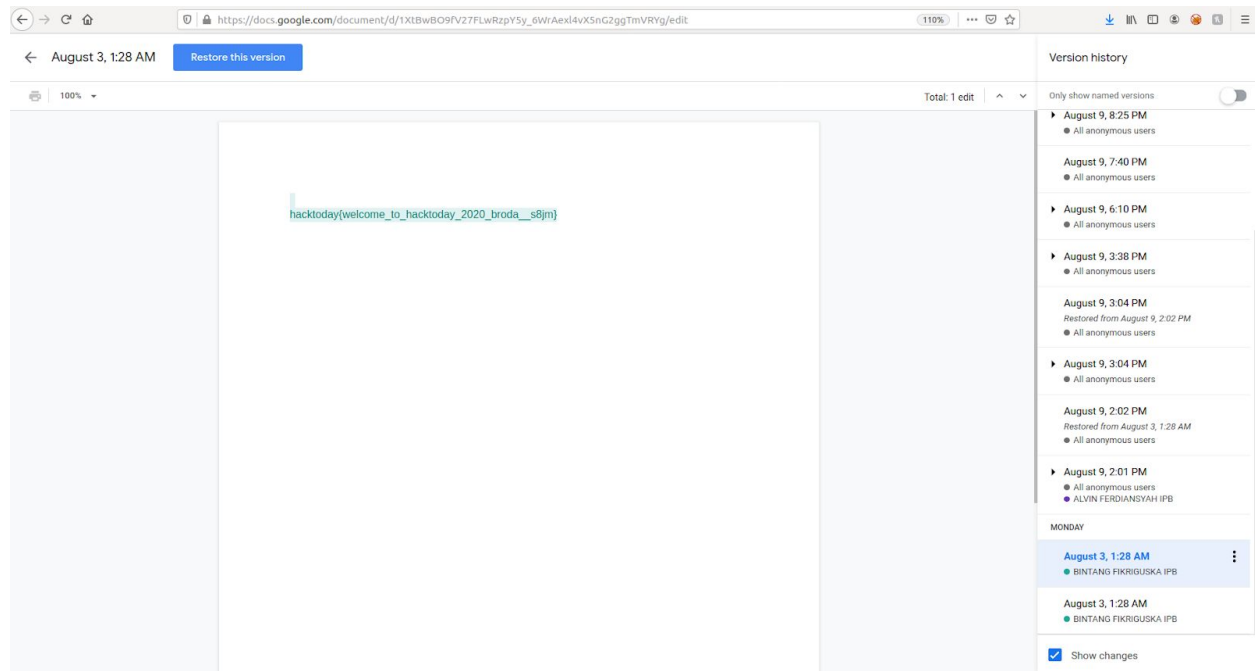 https://docs.google.com/document/d/1XtBwBO9fV27FLwRzpY5y_6WrAexl4vX5nG2ggTmVRYg/edit
110%
August 3, 1:28 AM
Restore this version
Version history
100%
Total: 1 edit
Only show named versions
hacktoday{welcome_to_hacktoday_2020_broda__s8jm}
August 9, 8:25 PM
All anonymous users
August 9, 7:40 PM
All anonymous users
August 9, 6:10 PM
All anonymous users
August 9, 3:38 PM
All anonymous users
August 9, 3:04 PM
Restored from August 9, 2:02 PM
All anonymous users
August 9, 3:04 PM
All anonymous users
August 9, 2:02 PM
Restored from August 3, 1:28 AM
All anonymous users
August 9, 2:01 PM
All anonymous users
ALVIN FERDIANSYAH IPB
MONDAY
August 3, 1:28 AM
BINTANG FIKRIGUSKA IPB
August 3, 1:28 AM
BINTANG FIKRIGUSKA IPB
Show changes